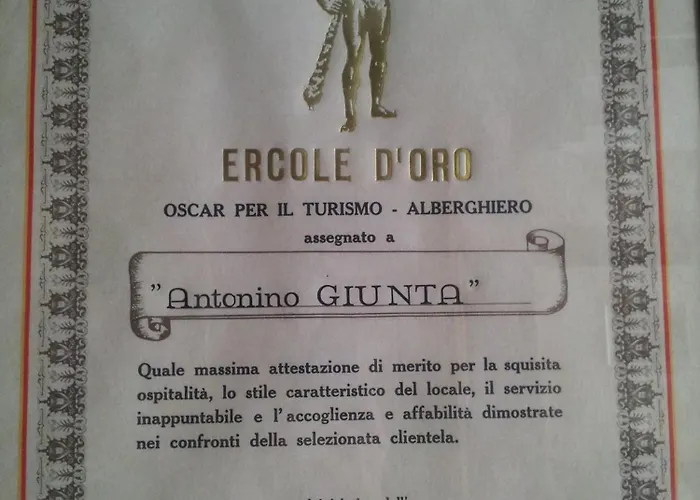 ERCOLE D'ORO
OSCAR PER IL TURISMO - ALBERGHIERO
assegnato a
"Antonino GIUNTA"
Quale massima attestazione di merito per la squisita
ospitalità, lo stile caratteristico del locale, il servizio
inappuntabile e l'accoglienza e affabilità dimostrate
nei confronti della selezionata clientela.